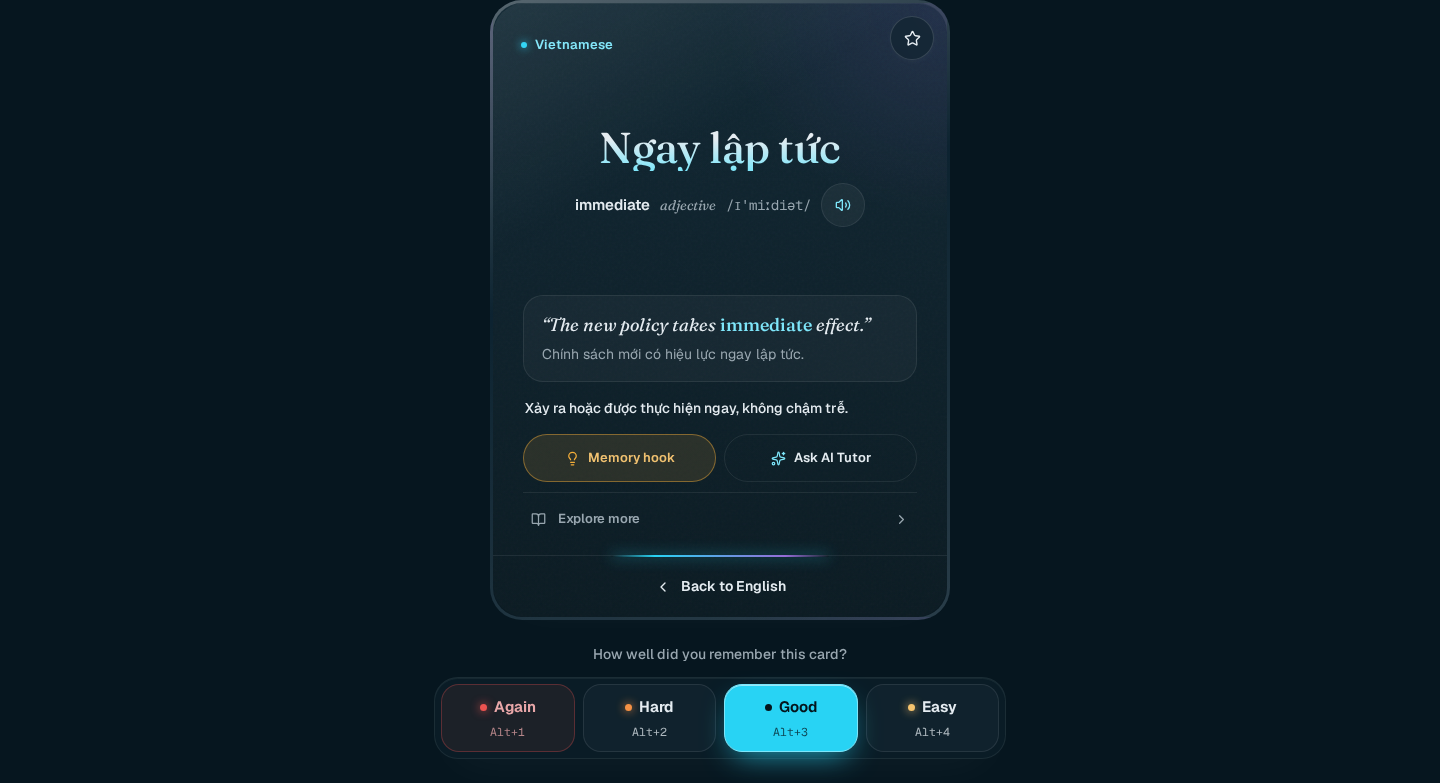 Vietnamese
Ngay lập tức
immediate adjective /ɪˈmiːdiət/
“The new policy takes immediate effect.”
Chính sách mới có hiệu lực ngay lập tức.
Xảy ra hoặc được thực hiện ngay, không chậm trễ.
Memory hook Ask AI Tutor
Explore more
Back to English
How well did you remember this card?
Again Hard Good Easy
Alt+1 Alt+2 Alt+3 Alt+4